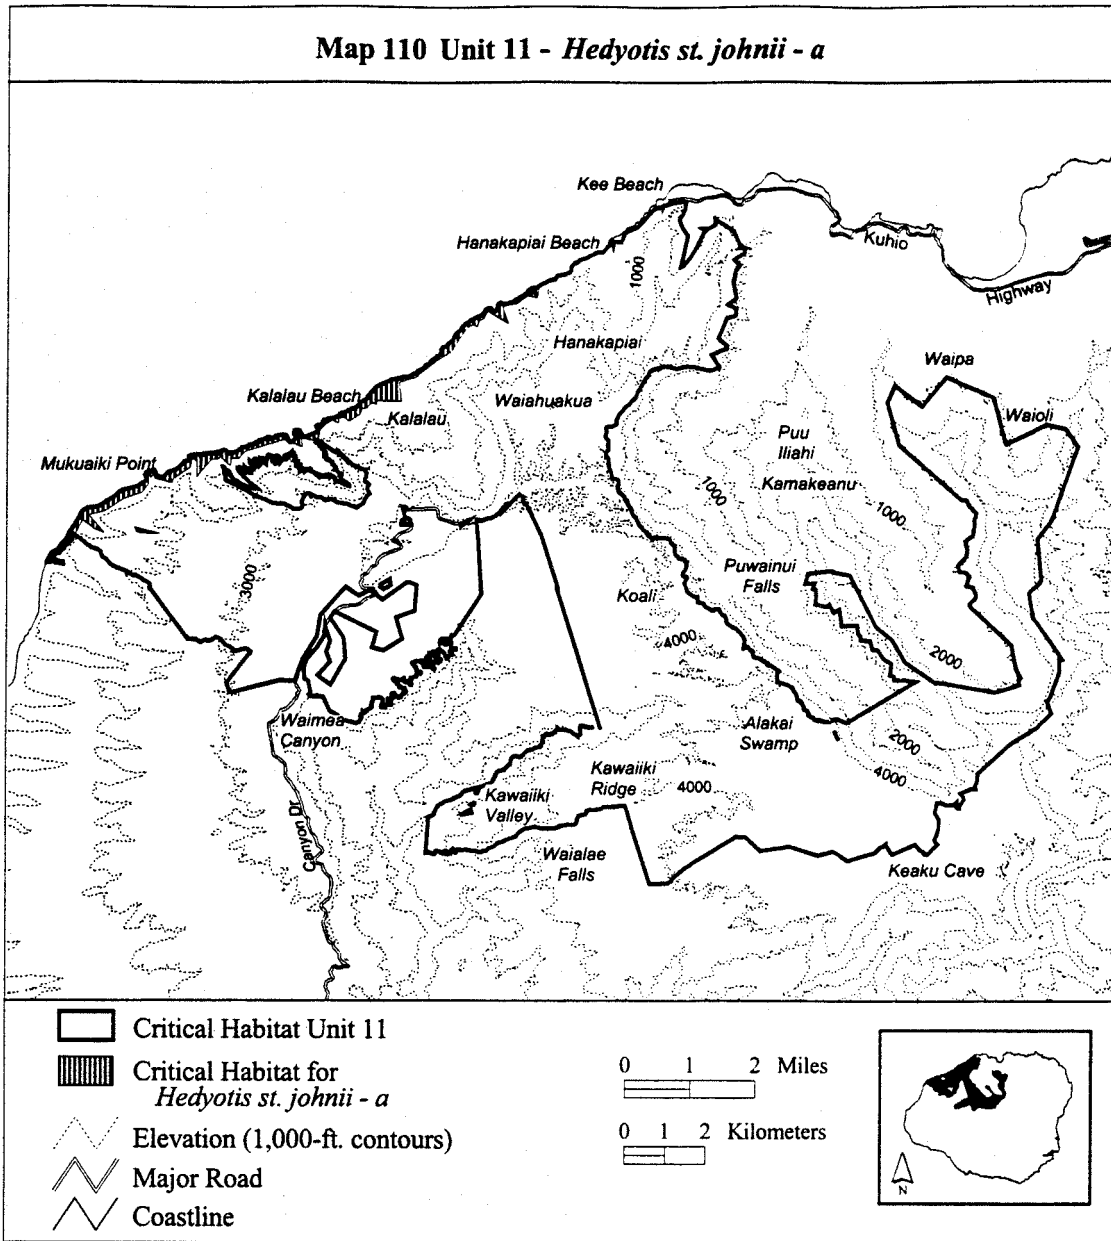 Map 110 Unit 11 - Hedyotis st. johnii - a
Kee Beach
Hanakapiai Beach
Kuhio
Highway
1000
Hanakapiai
Waipa
Kalalau Beach
Waiahuakua
Kalalau
Waioli
Puu
Iliahi
Mukuaiki Point
Kamakeanu
1000
1000
3000
Puwainui
Falls
Koali
4000
2000
Waimea
Canyon
Alakai
Swamp
2000
4000
Kawaiiki
Ridge
4000
Kawaiiki
Valley
Canyon Dr
Waialae
Falls
Keaku Cave
Critical Habitat Unit 11
Critical Habitat for
Hedyotis st. johnii - a
Elevation (1,000-ft. contours)
Major Road
Coastline
0 1 2 Miles
0 1 2 Kilometers
N